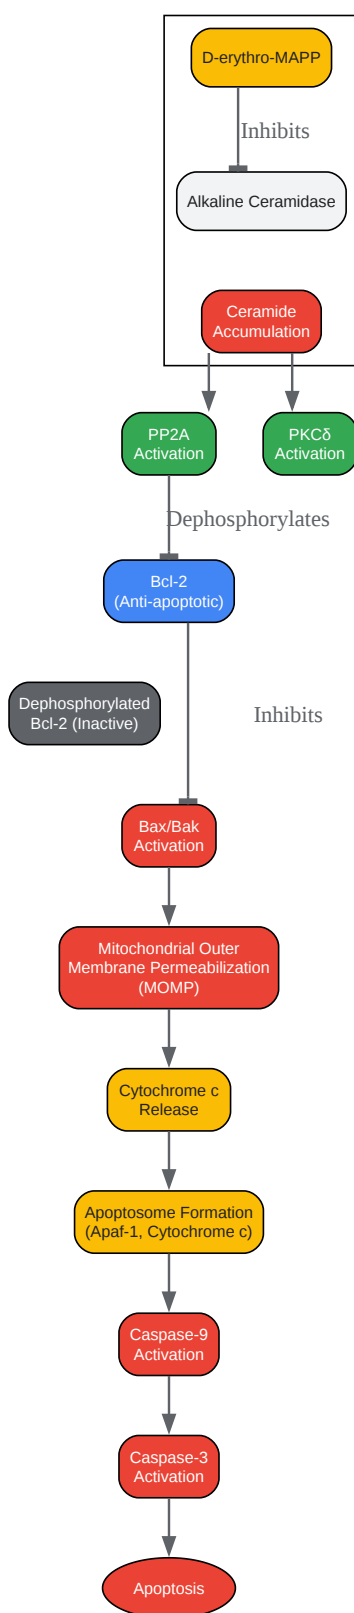 D-erythro-MAPP
Inhibits
Alkaline Ceramidase
Ceramide
Accumulation
PP2A
Activation
PKCδ
Activation
Dephosphorylates
Bcl-2
(Anti-apoptotic)
Dephosphorylated
Bcl-2 (Inactive)
Inhibits
Bax/Bak
Activation
Mitochondrial Outer
Membrane Permeabilization
(MOMP)
Cytochrome c
Release
Apoptosome Formation
(Apaf-1, Cytochrome c)
Caspase-9
Activation
Caspase-3
Activation
Apoptosis